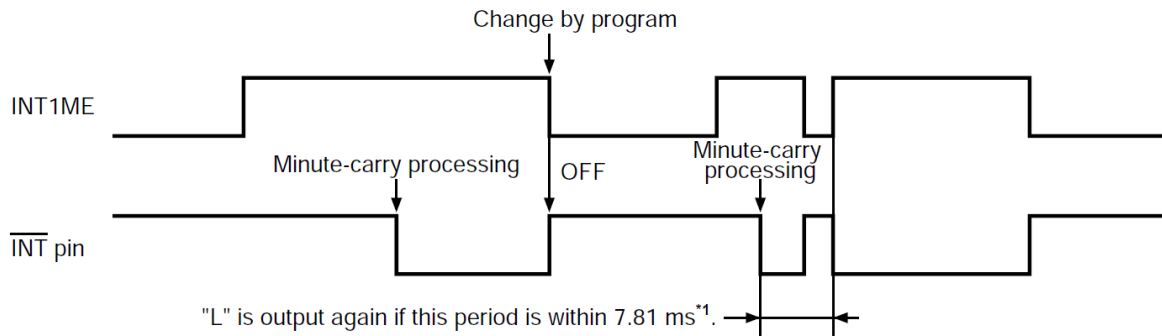 Change by program
INT1ME
Minute-carry processing
OFF
Minute-carry
processing
INT pin
"L" is output again if this period is within 7.81 ms*1.